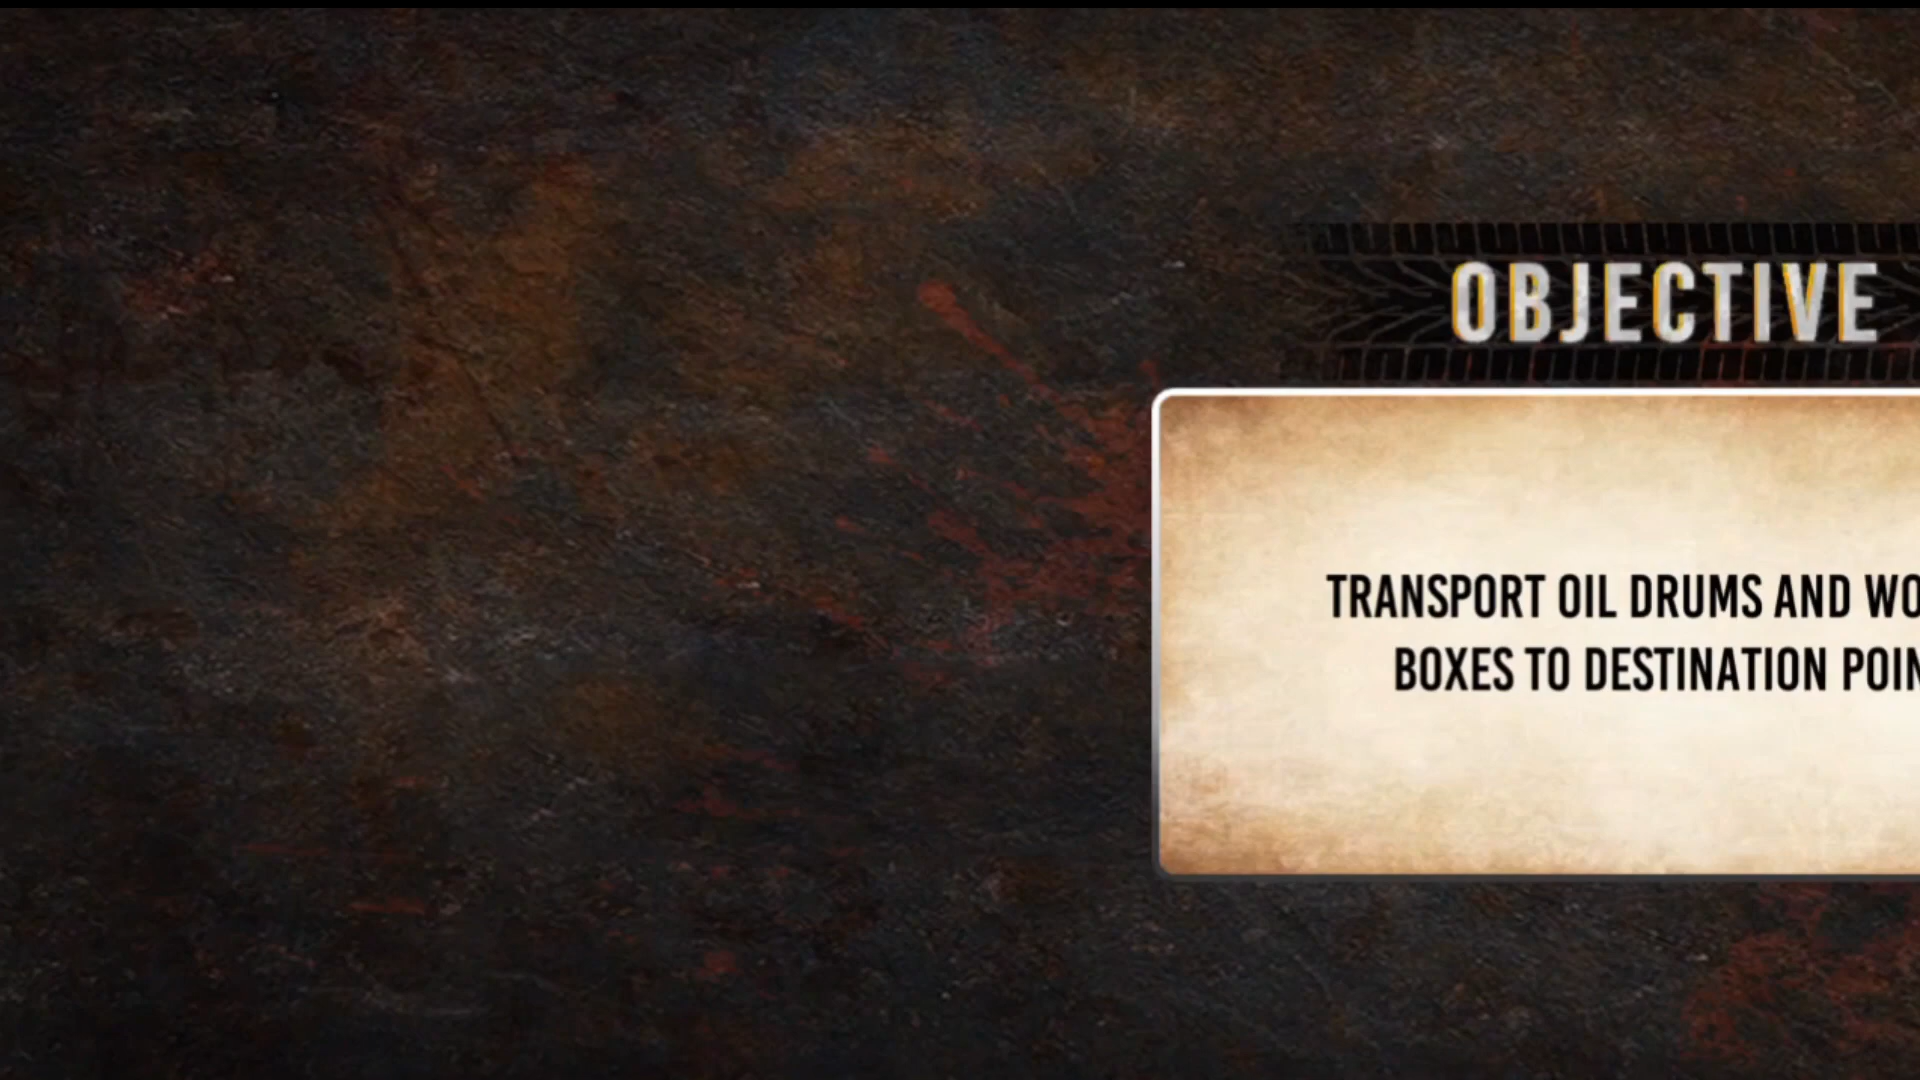 OBJECTIVE
TRANSPORT OIL DRUMS AND
BOXES TO DESTINATION